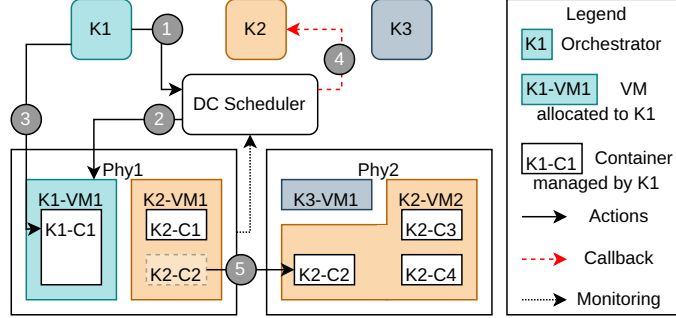 K1
1
K2
K3
4
3
2
DC Scheduler
Phy1
Phy2
K1-VM1
K1-C1
K2-VM1
K2-C1
K2-C2
5
K3-VM1
K2-VM2
K2-C3
K2-C2
K2-C4
Legend
K1 Orchestrator
K1-VM1 VM
allocated to K1
K1-C1 Container
managed by K1
Actions
Callback
Monitoring